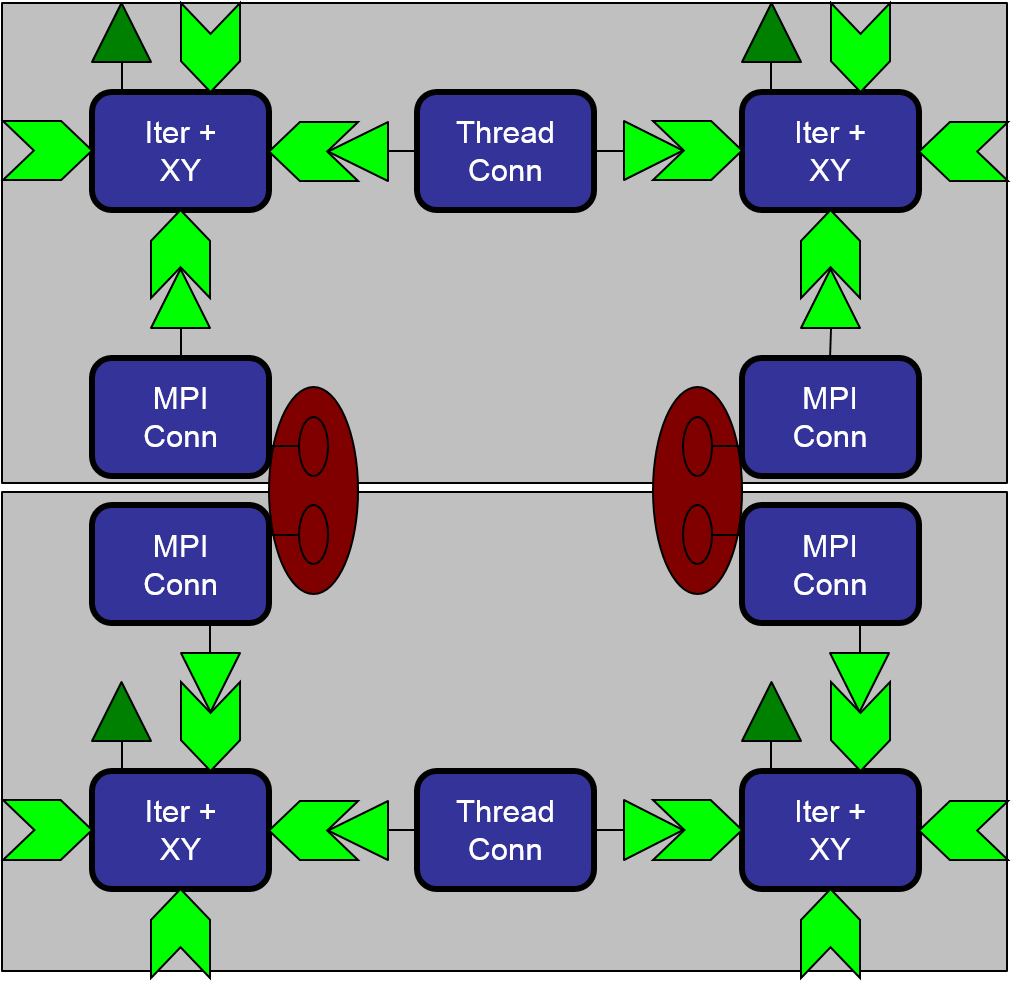 Iter +
XY
Thread
Conn
Iter +
XY
MPI
Conn
MPI
Conn
MPI
Conn
MPI
Conn
Iter +
XY
Thread
Conn
Iter +
XY